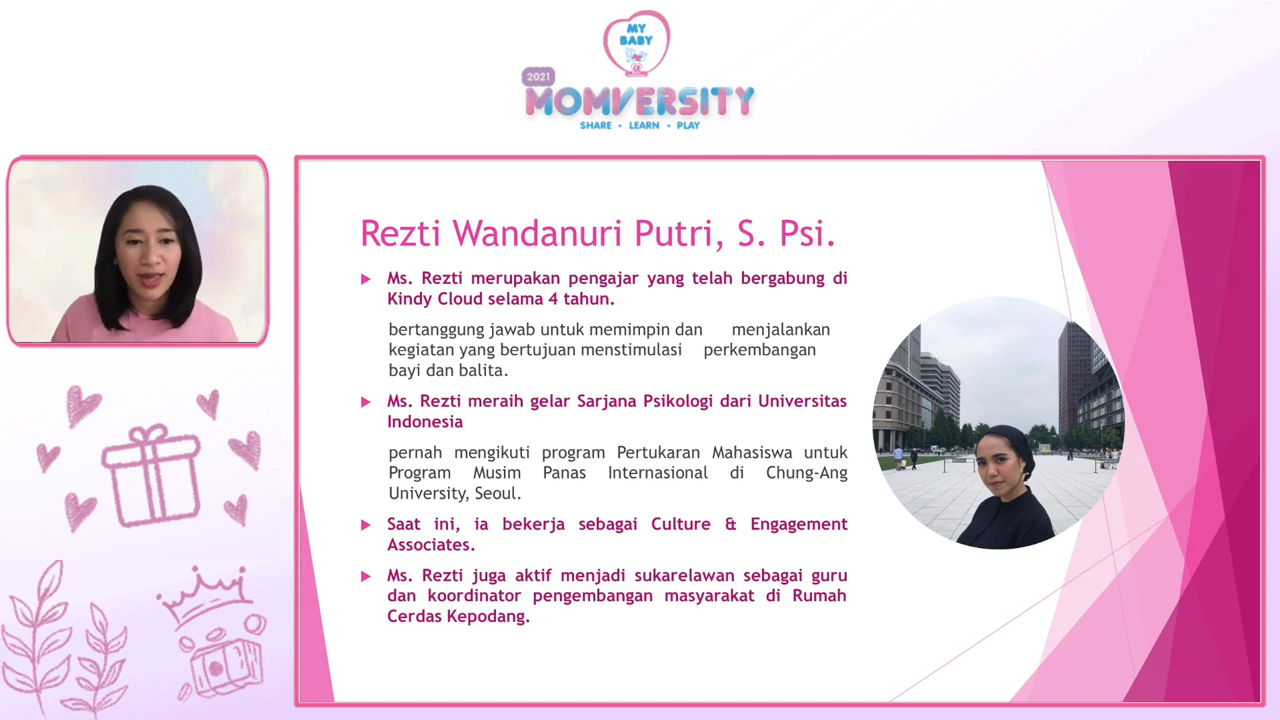 MY
BABY
2021
MOMVERSITY
SHARE • LEARN • PLAY
Rezti Wandanuri Putri, S. Psi.
Ms. Rezti merupakan pengajar yang telah bergabung di
Kindy Cloud selama 4 tahun.
bertanggung jawab untuk memimpin dan menjalankan
kegiatan yang bertujuan menstimulasi perkembangan
bayi dan balita.
Ms. Rezti meraih gelar Sarjana Psikologi dari Universitas
Indonesia
pernah mengikuti program Pertukaran Mahasiswa untuk
Program Musim Panas Internasional di Chung-Ang
University, Seoul.
Saat ini, ia bekerja sebagai Culture & Engagement
Associates.
Ms. Rezti juga aktif menjadi sukarelawan sebagai guru
dan koordinator pengembangan masyarakat di Rumah
Cerdas Kepodang.